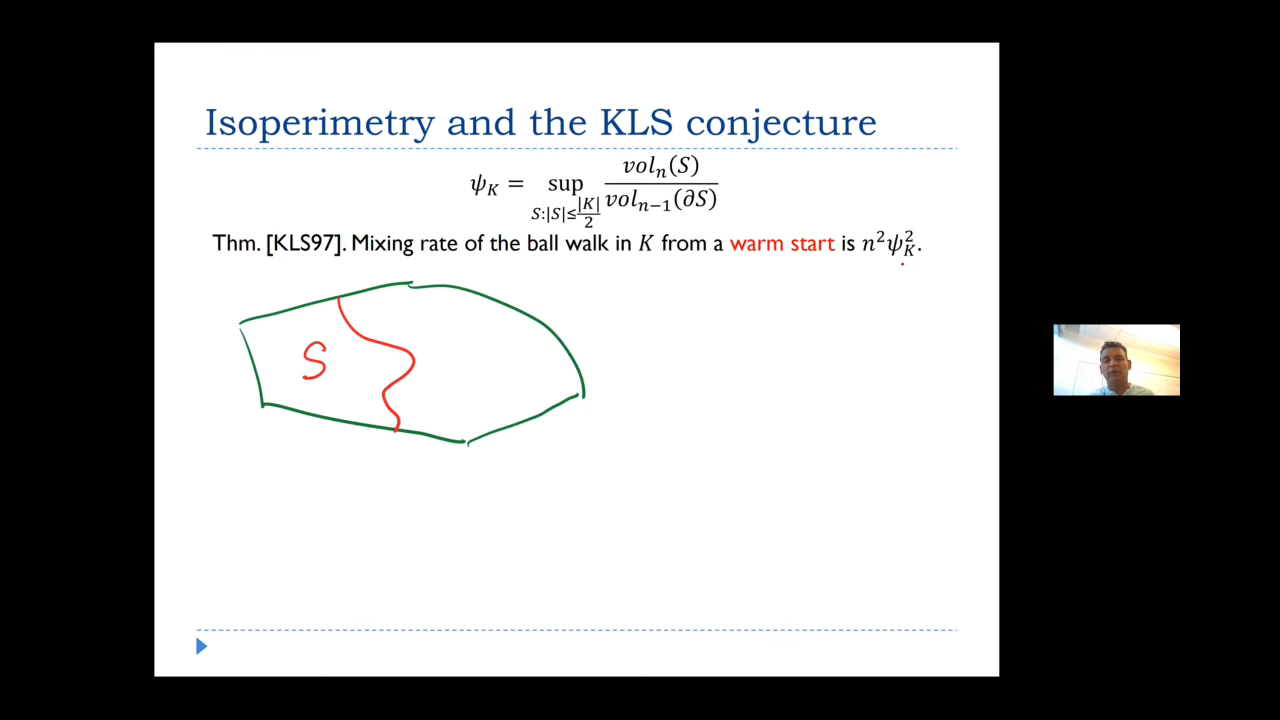 Isoperimetry and the KLS conjecture
ψ_K = sup_{S:|S|≤|K|/2} vol_n(S) / vol_{n−1}(∂S)
Thm. [KLS97]. Mixing rate of the ball walk in K from a warm start is n²ψ_K².
S